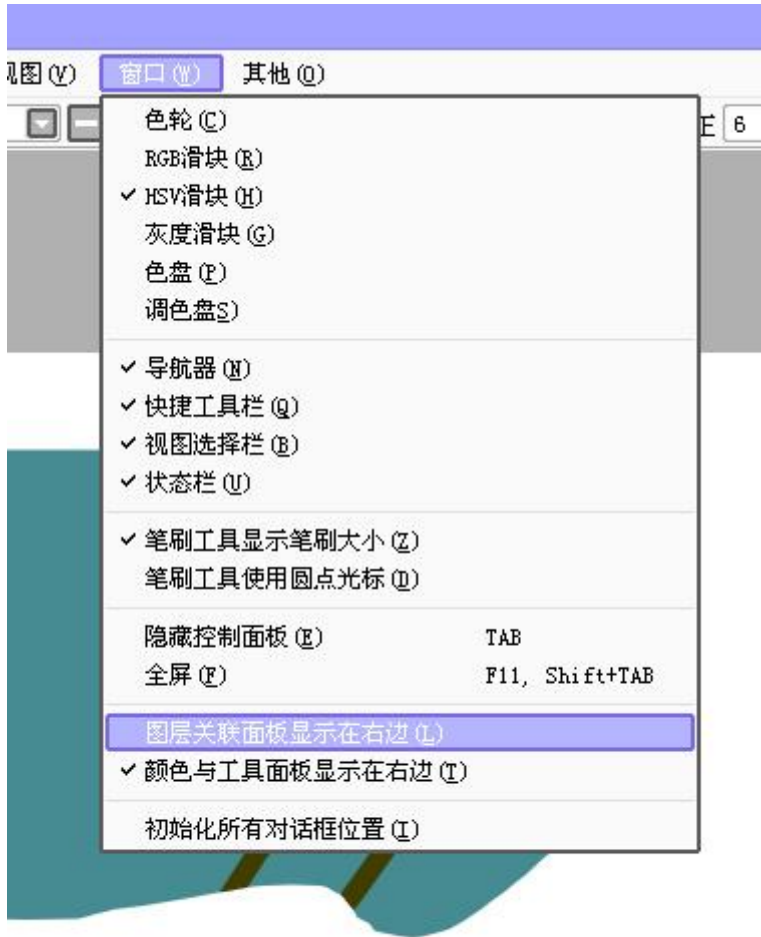 视图(V) 窗口(W) 其他(O)
6
色轮(C)
RGB滑块(R)
HSV滑块(H)
灰度滑块(G)
色盘(P)
调色盘S)
导航器(N)
快捷工具栏(Q)
视图选择栏(B)
状态栏(U)
笔刷工具显示笔刷大小(Z)
笔刷工具使用圆点光标(D)
隐藏控制面板(E) TAB
全屏(F) F11, Shift+TAB
图层关联面板显示在右边(L)
颜色与工具面板显示在右边(T)
初始化所有对话框位置(I)